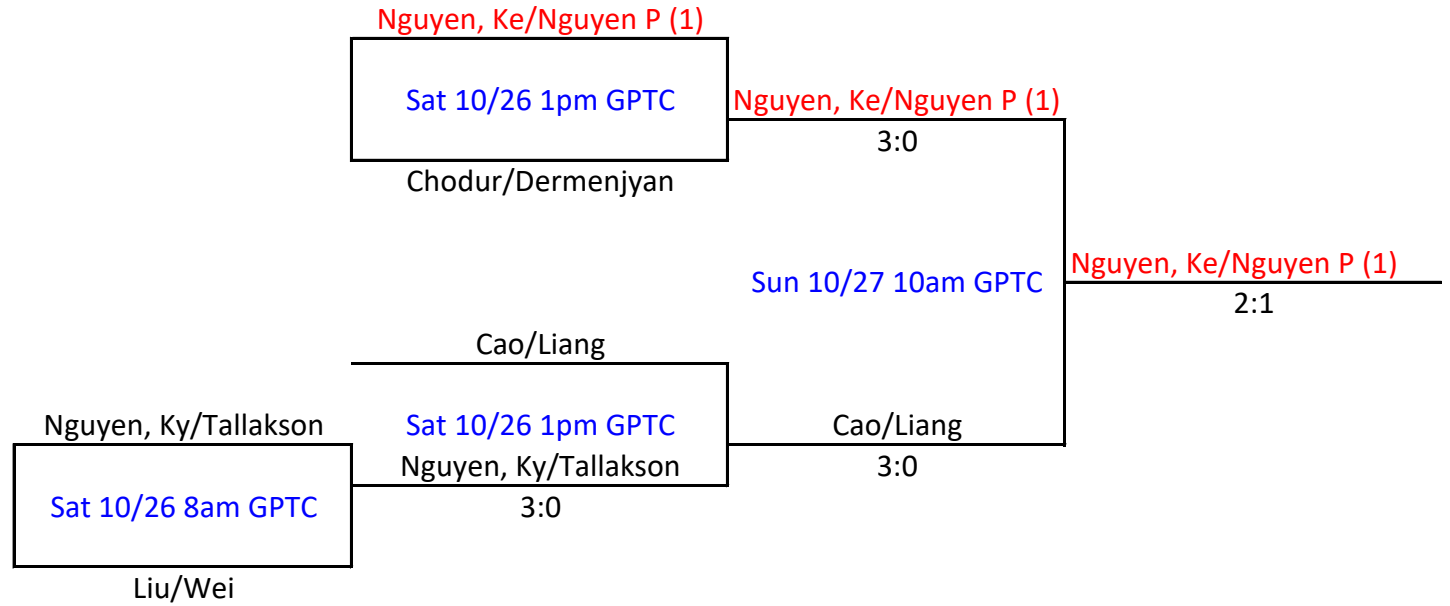 Nguyen, Ke/Nguyen P (1)
Sat 10/26 1pm GPTC
Nguyen, Ke/Nguyen P (1)
3:0
Chodur/Dermenjyan
Sun 10/27 10am GPTC
Nguyen, Ke/Nguyen P (1)
2:1
Cao/Liang
Nguyen, Ky/Tallakson
Sat 10/26 1pm GPTC
Cao/Liang
Nguyen, Ky/Tallakson
3:0
Sat 10/26 8am GPTC
3:0
Liu/Wei